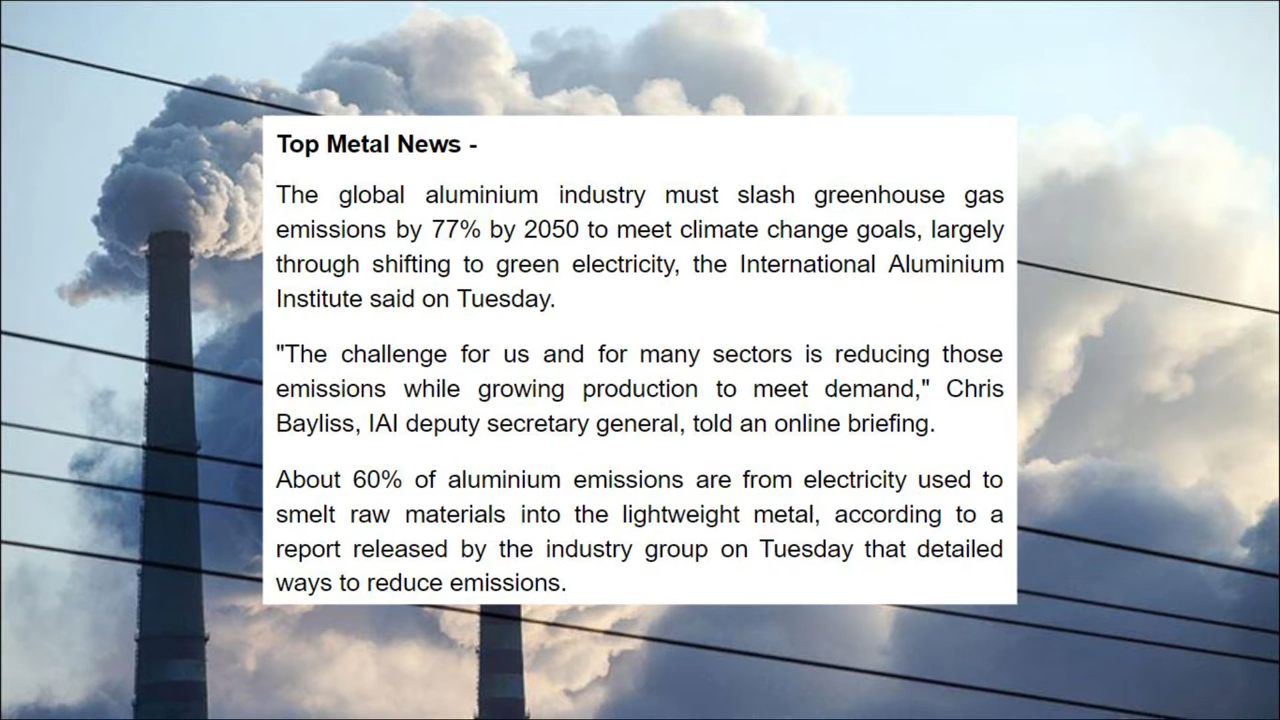 Top Metal News -
The global aluminium industry must slash greenhouse gas
emissions by 77% by 2050 to meet climate change goals, largely
through shifting to green electricity, the International Aluminium
Institute said on Tuesday.
"The challenge for us and for many sectors is reducing those
emissions while growing production to meet demand," Chris
Bayliss, IAI deputy secretary general, told an online briefing.
About 60% of aluminium emissions are from electricity used to
smelt raw materials into the lightweight metal, according to a
report released by the industry group on Tuesday that detailed
ways to reduce emissions.